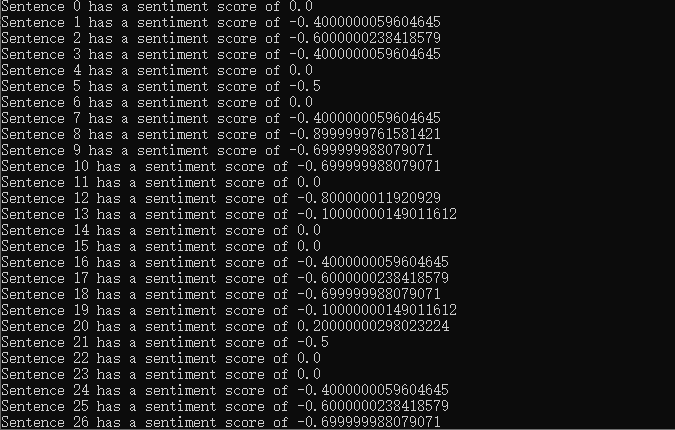 Sentence 0 has a sentiment score of 0.0
Sentence 1 has a sentiment score of -0.4000000059604645
Sentence 2 has a sentiment score of -0.6000000238418579
Sentence 3 has a sentiment score of -0.4000000059604645
Sentence 4 has a sentiment score of 0.0
Sentence 5 has a sentiment score of -0.5
Sentence 6 has a sentiment score of 0.0
Sentence 7 has a sentiment score of -0.4000000059604645
Sentence 8 has a sentiment score of -0.8999999761581421
Sentence 9 has a sentiment score of -0.699999988079071
Sentence 10 has a sentiment score of -0.699999988079071
Sentence 11 has a sentiment score of 0.0
Sentence 12 has a sentiment score of -0.800000011920929
Sentence 13 has a sentiment score of -0.10000000149011612
Sentence 14 has a sentiment score of 0.0
Sentence 15 has a sentiment score of 0.0
Sentence 16 has a sentiment score of -0.4000000059604645
Sentence 17 has a sentiment score of -0.6000000238418579
Sentence 18 has a sentiment score of -0.699999988079071
Sentence 19 has a sentiment score of -0.10000000149011612
Sentence 20 has a sentiment score of 0.20000000298023224
Sentence 21 has a sentiment score of -0.5
Sentence 22 has a sentiment score of 0.0
Sentence 23 has a sentiment score of 0.0
Sentence 24 has a sentiment score of -0.4000000059604645
Sentence 25 has a sentiment score of -0.6000000238418579
Sentence 26 has a sentiment score of -0.699999988079071